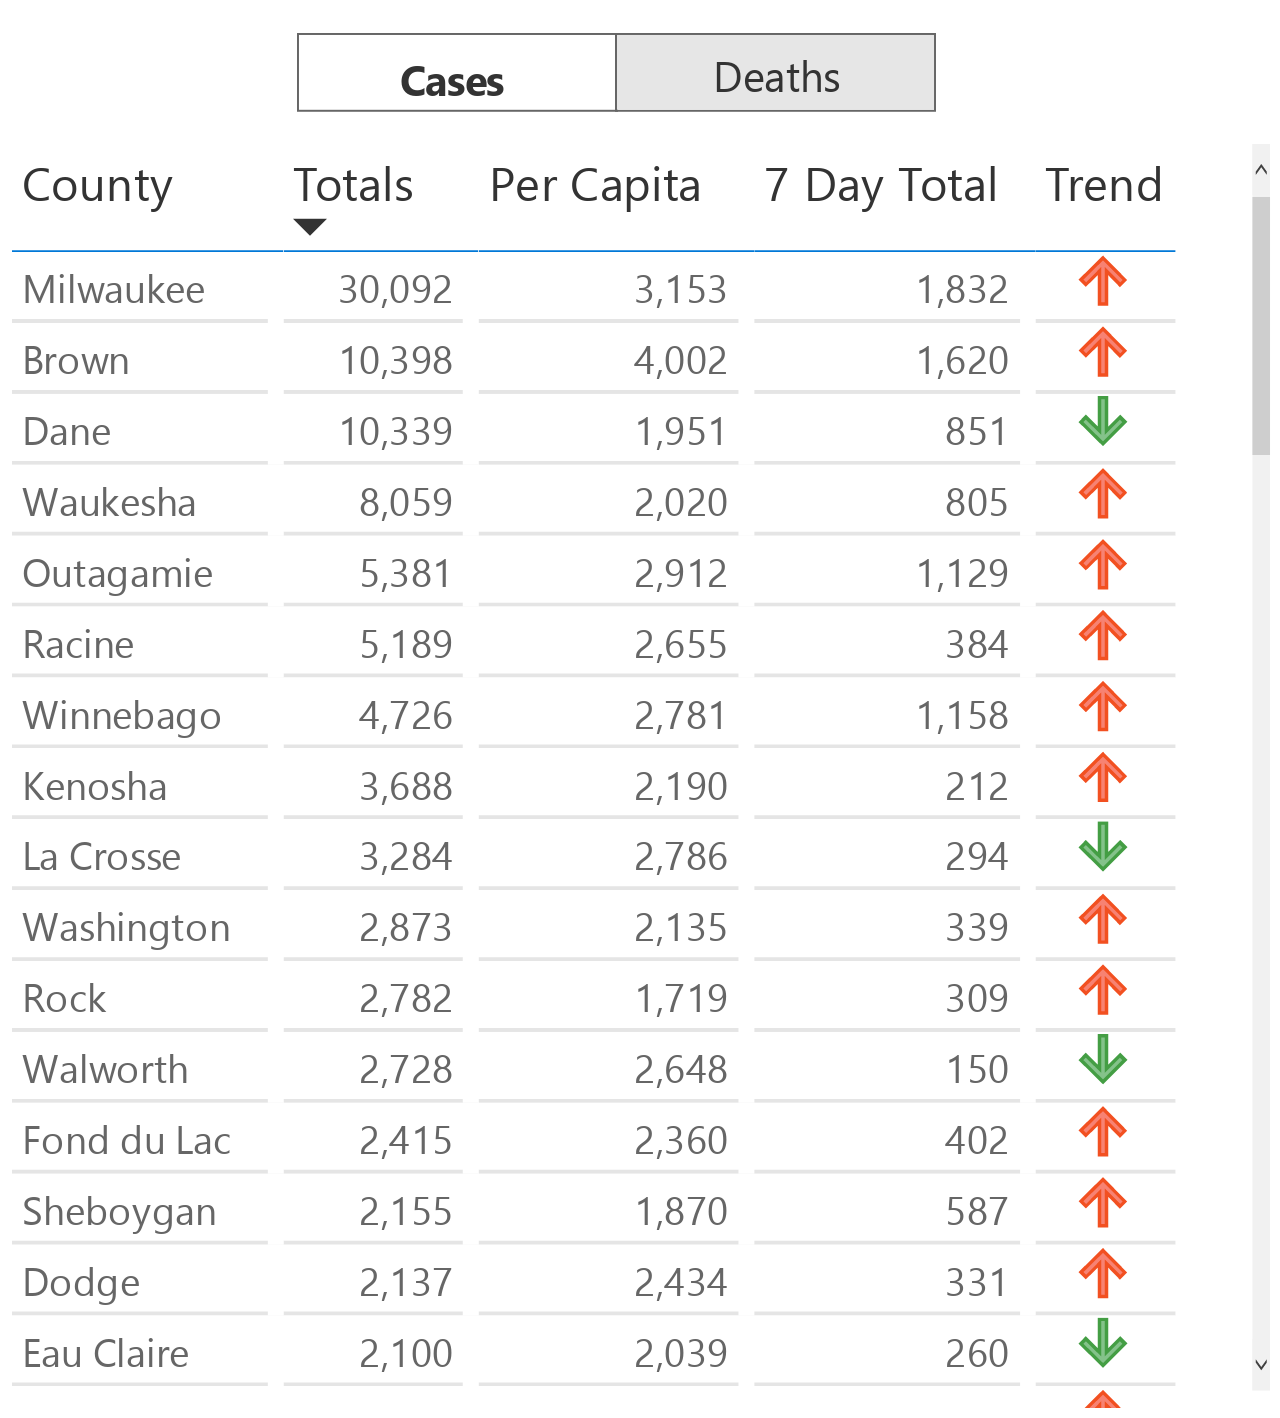 Cases Deaths
County Totals Per Capita 7 Day Total Trend
Milwaukee 30,092 3,153 1,832
Brown 10,398 4,002 1,620
Dane 10,339 1,951 851
Waukesha 8,059 2,020 805
Outagamie 5,381 2,912 1,129
Racine 5,189 2,655 384
Winnebago 4,726 2,781 1,158
Kenosha 3,688 2,190 212
La Crosse 3,284 2,786 294
Washington 2,873 2,135 339
Rock 2,782 1,719 309
Walworth 2,728 2,648 150
Fond du Lac 2,415 2,360 402
Sheboygan 2,155 1,870 587
Dodge 2,137 2,434 331
Eau Claire 2,100 2,039 260